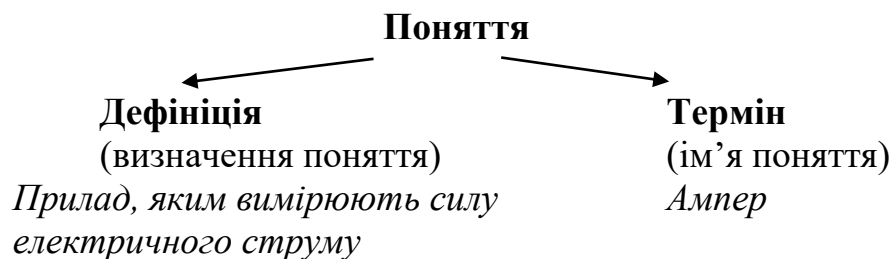 Поняття
Дефініція
(визначення поняття)
Прилад, яким вимірюють силу
електричного струму
Термін
(ім’я поняття)
Ампер